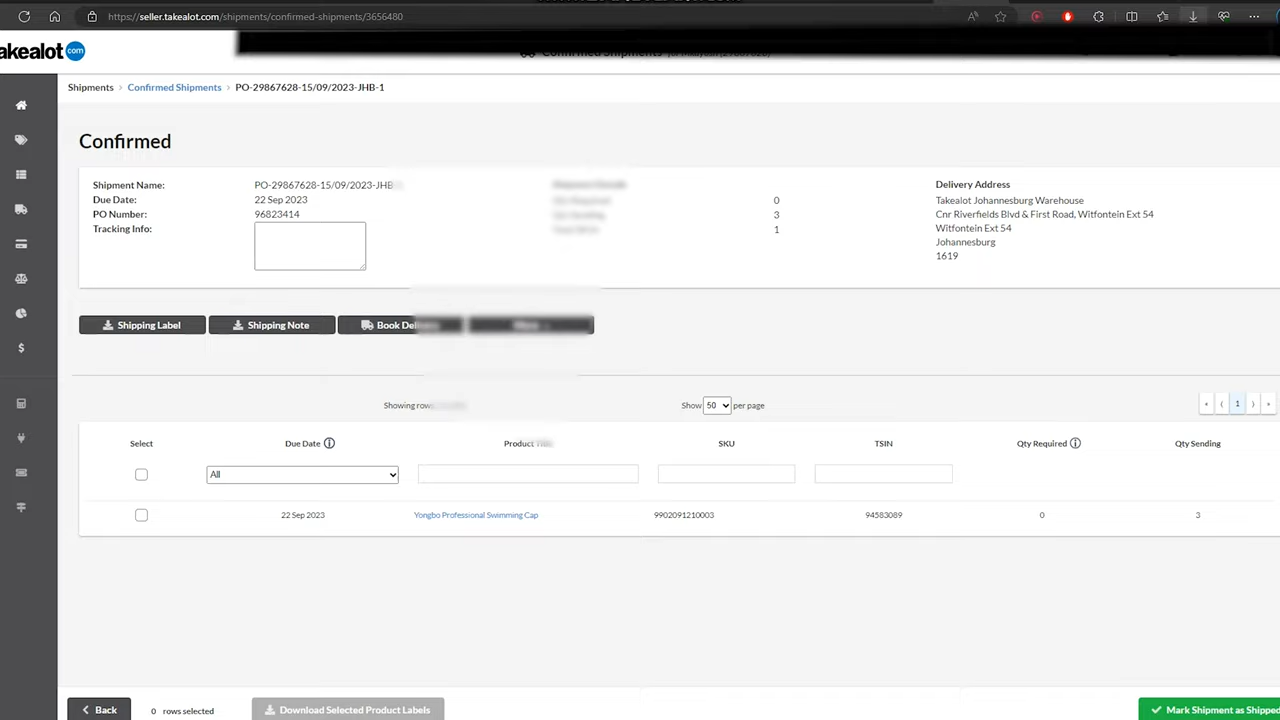 https://seller.takealot.com/shipments/confirmed-shipments/3656480
takealot com
Shipments > Confirmed Shipments > PO-29867628-15/09/2023-JHB-1
Confirmed
Shipment Name: PO-29867628-15/09/2023-JHB
Due Date: 22 Sep 2023
PO Number: 96823414
Tracking Info:
0
3
1
Delivery Address
Takealot Johannesburg Warehouse
Cnr Riverfields Blvd & First Road, Witfontein Ext 54
Witfontein Ext 54
Johannesburg
1619
Shipping Label Shipping Note Book Delivery
Showing rows Show 50 per page 1
Select Due Date Product Title SKU TSIN Qty Required Qty Sending
All
22 Sep 2023 Yongbo Professional Swimming Cap 9902091210003 94583089 0 3
Back 0 rows selected Download Selected Product Labels Mark Shipment as Shipped